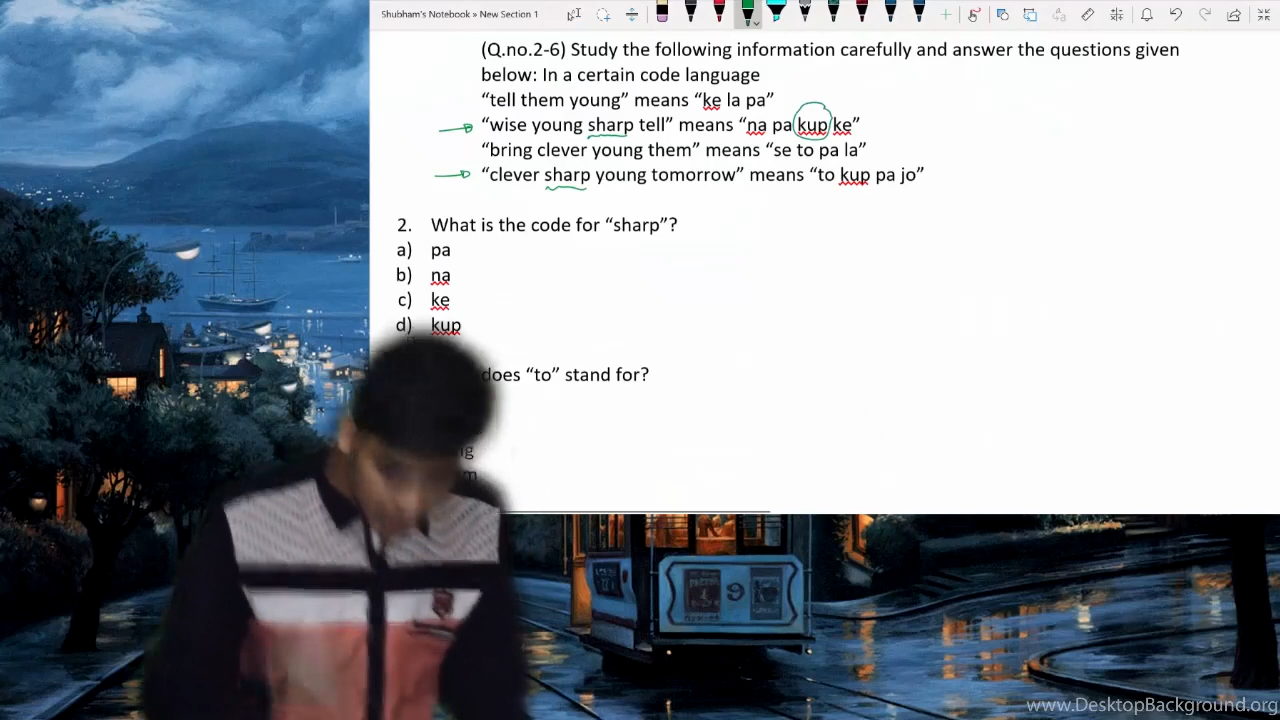 Shubham's Notebook » New Section 1
(Q.no.2-6) Study the following information carefully and answer the questions given
below: In a certain code language
“tell them young” means “ke la pa”
“wise young sharp tell” means “na pa kup ke”
“bring clever young them” means “se to pa la”
“clever sharp young tomorrow” means “to kup pa jo”
2. What is the code for “sharp”?
a) pa
b) na
c) ke
d) kup
does “to” stand for?
9
www.DesktopBackground.org